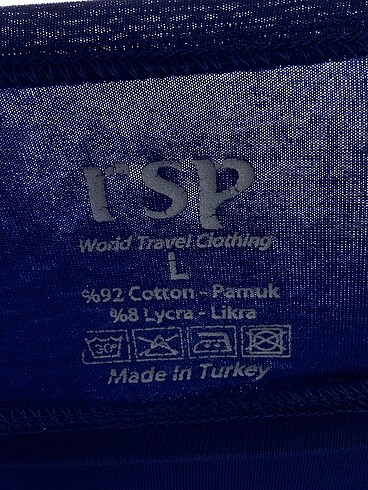 rsp
World Travel Clothing
L
%92 Cotton - Pamuk
%8 Lycra - Likra
30°
Made in Turkey